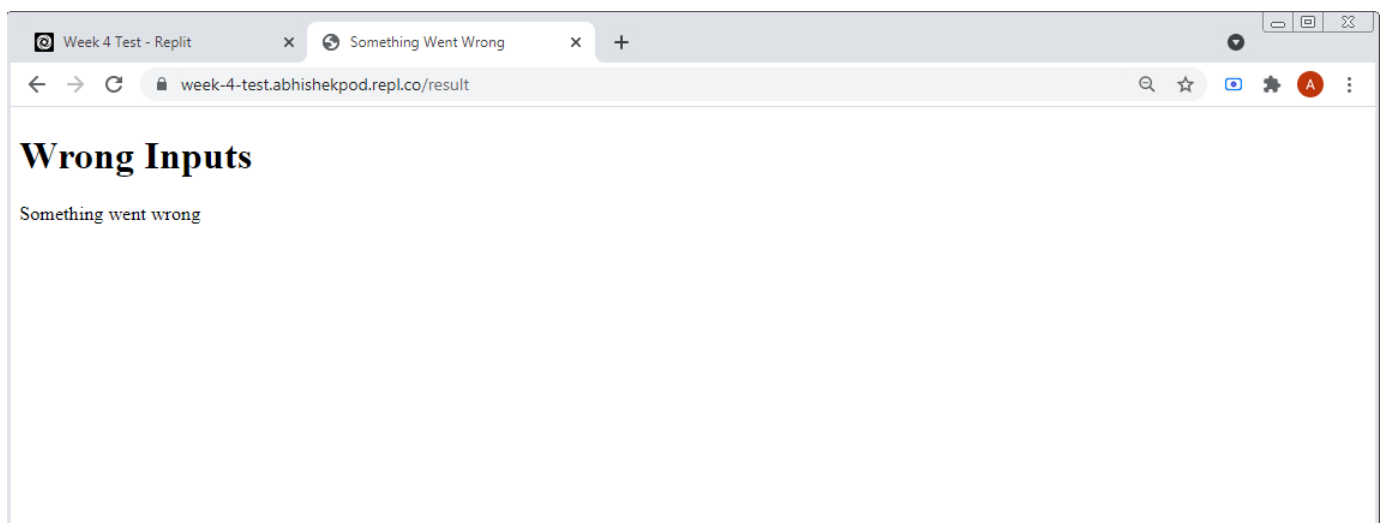 Week 4 Test - Replit
Something Went Wrong
week-4-test.abhishekpod.repl.co/result
A
Wrong Inputs
Something went wrong